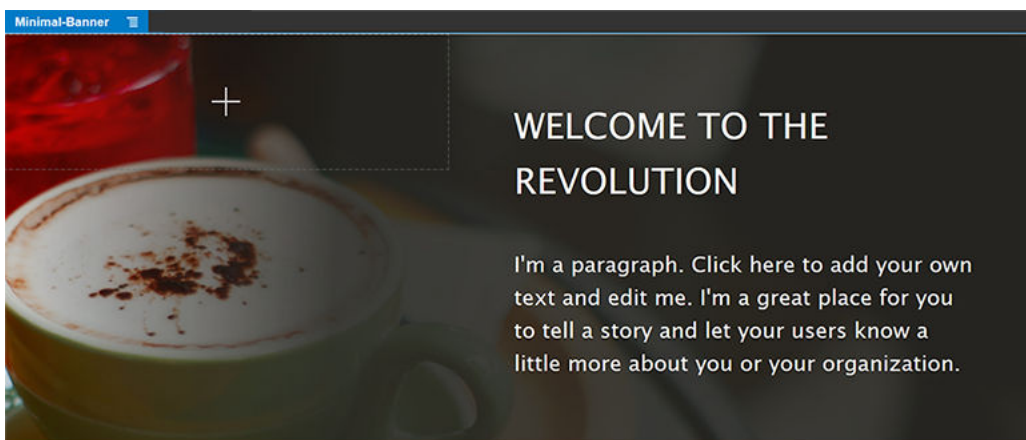 Minimal-Banner
WELCOME TO THE
REVOLUTION
I'm a paragraph. Click here to add your own
text and edit me. I'm a great place for you
to tell a story and let your users know a
little more about you or your organization.